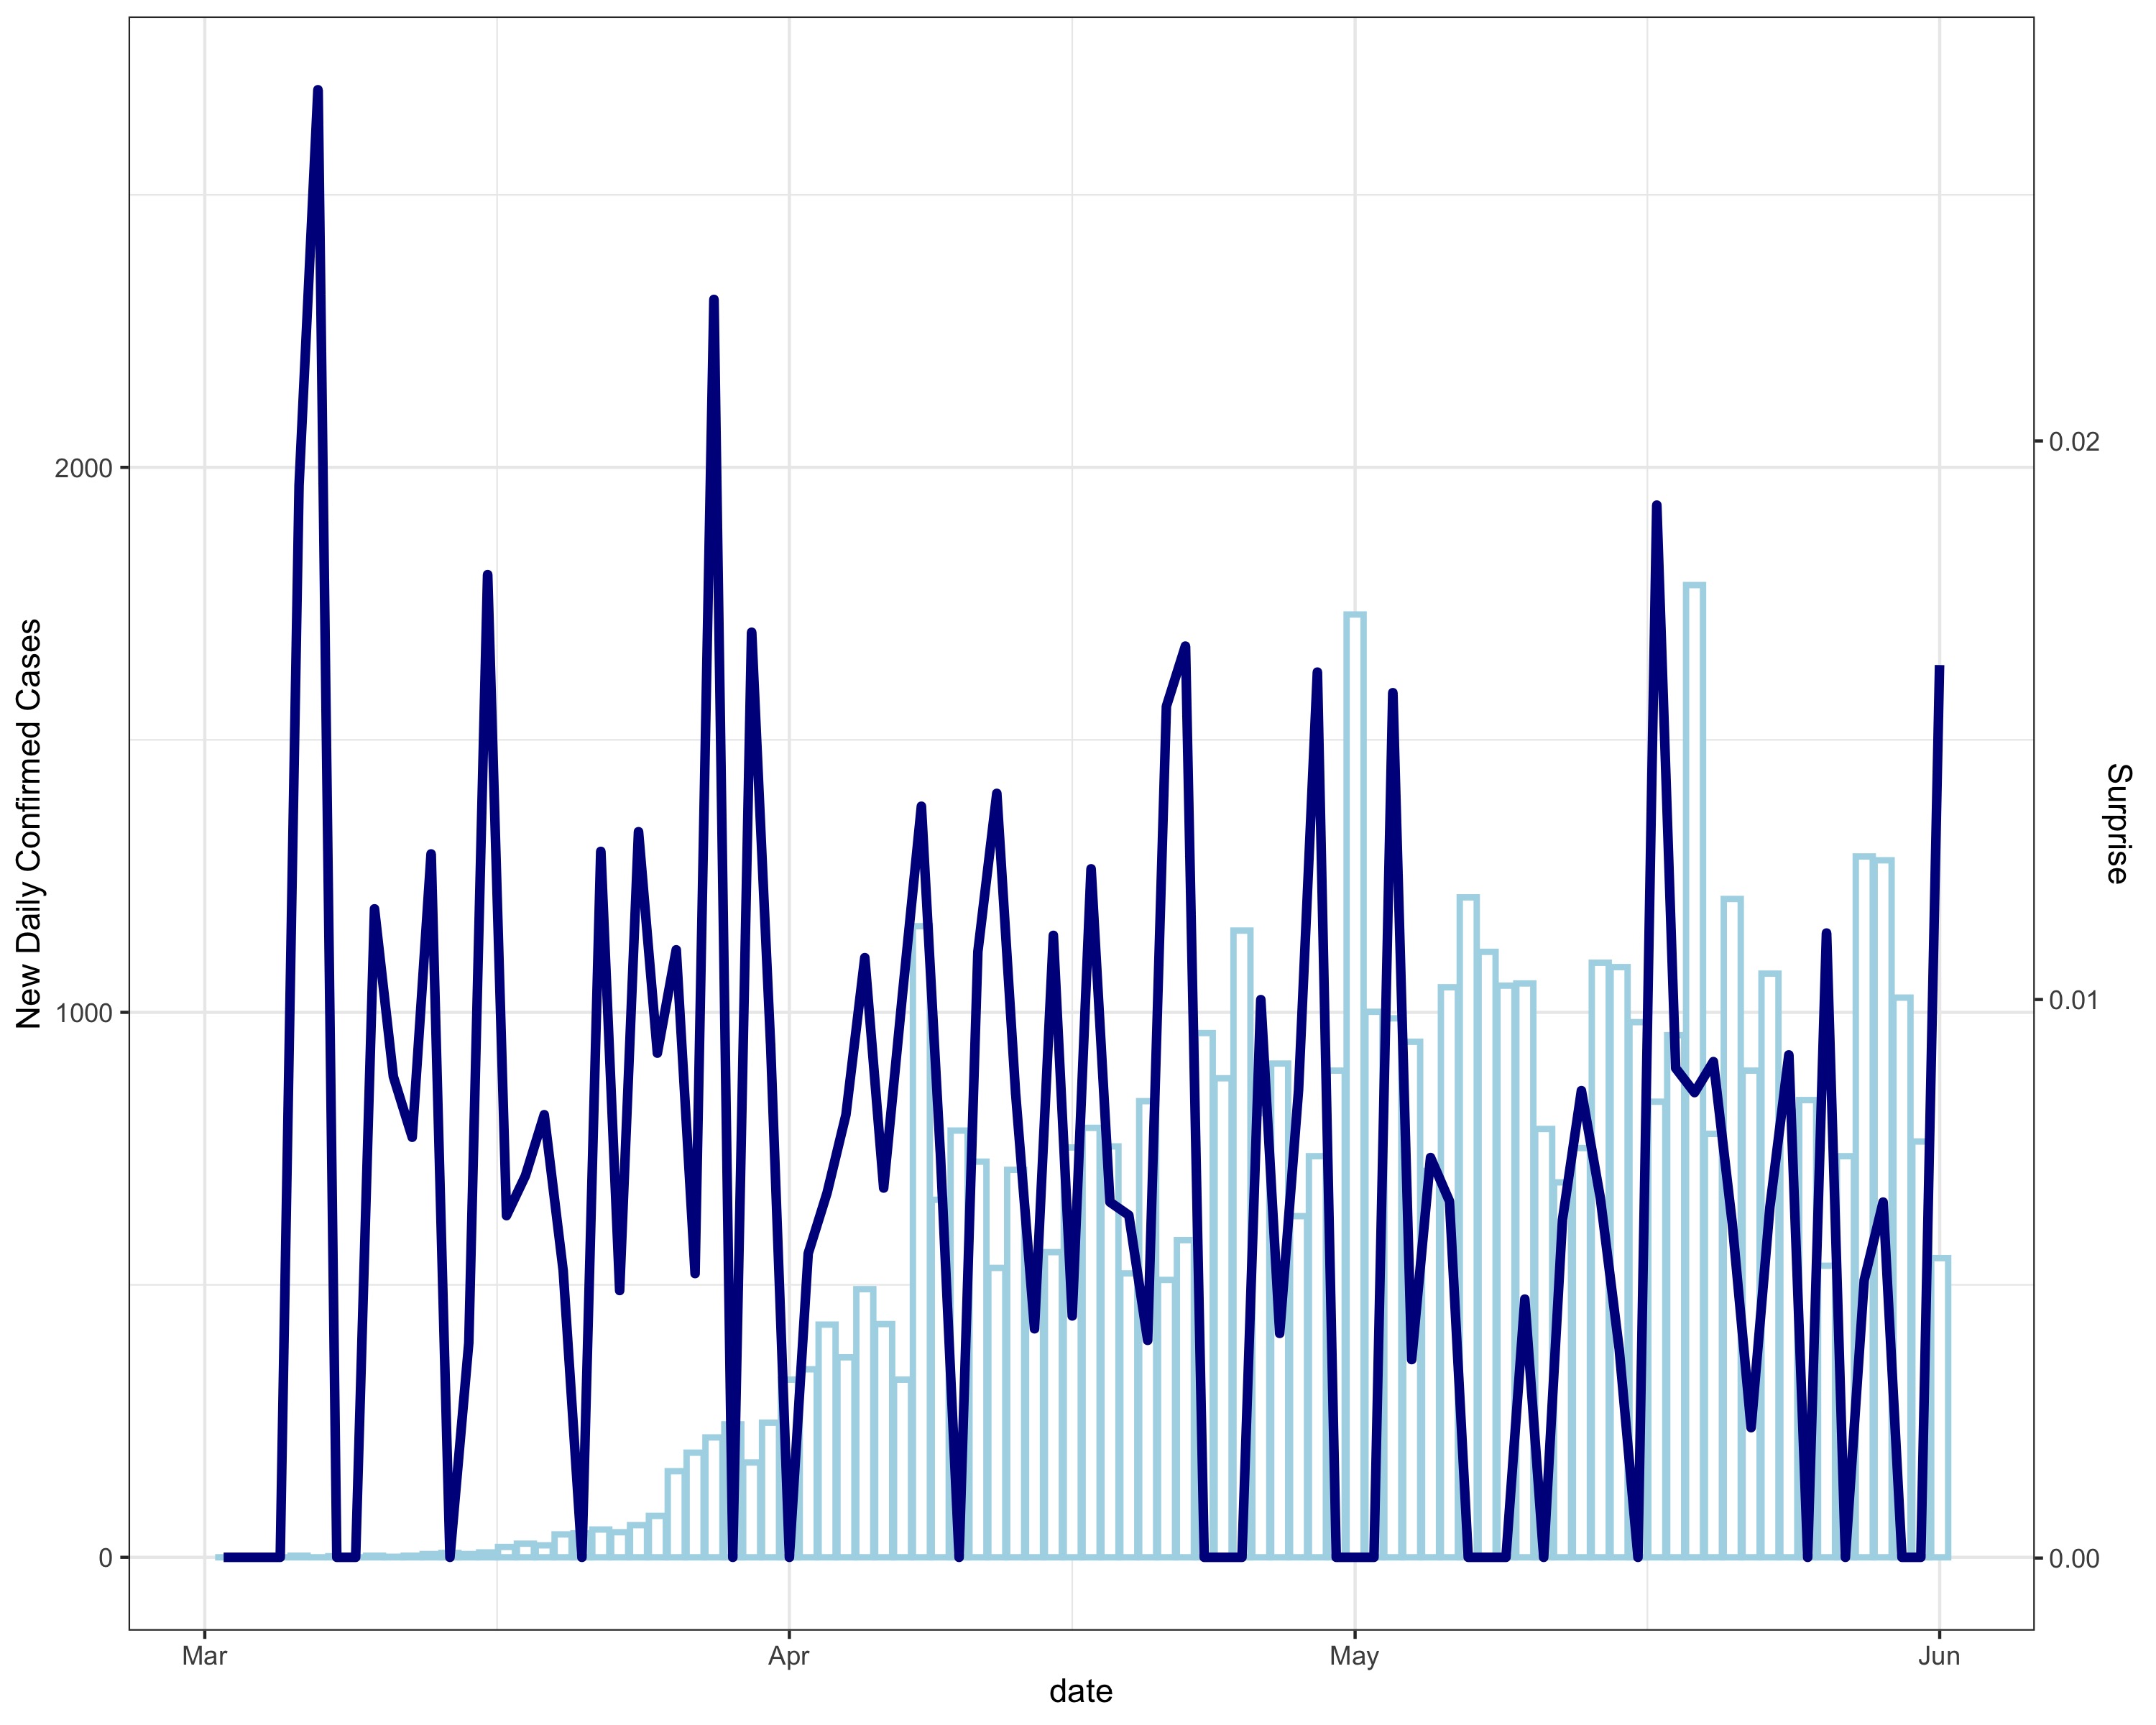 New Daily Confirmed Cases
2000
1000
0
0.02
0.01
0.00
Surprise
Mar
Apr
May
Jun
date